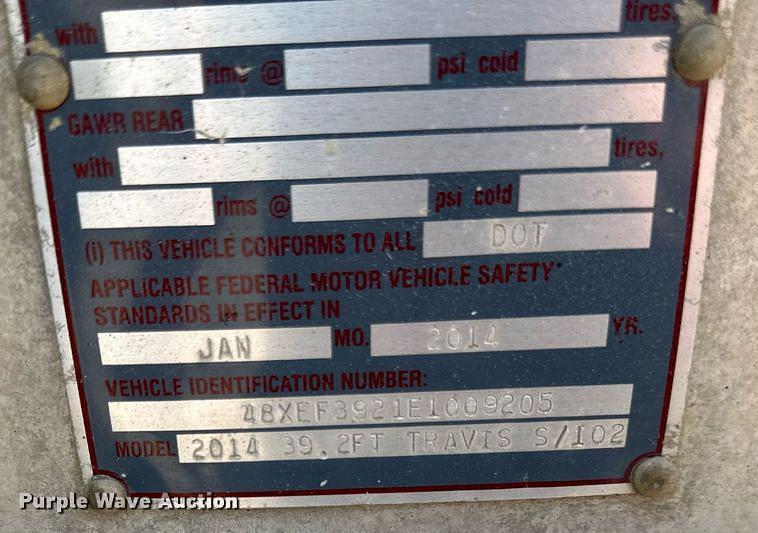 with tires,
rims @ psi cold
GAWR REAR
with tires,
rims @ psi cold
(i) THIS VEHICLE CONFORMS TO ALL DOT
APPLICABLE FEDERAL MOTOR VEHICLE SAFETY
STANDARDS IN EFFECT IN
JAN MO. 2014 YR.
VEHICLE IDENTIFICATION NUMBER:
48XEF3921E1009205
MODEL 2014 39.2FT TRAVIS S/102
Purple Wave Auction